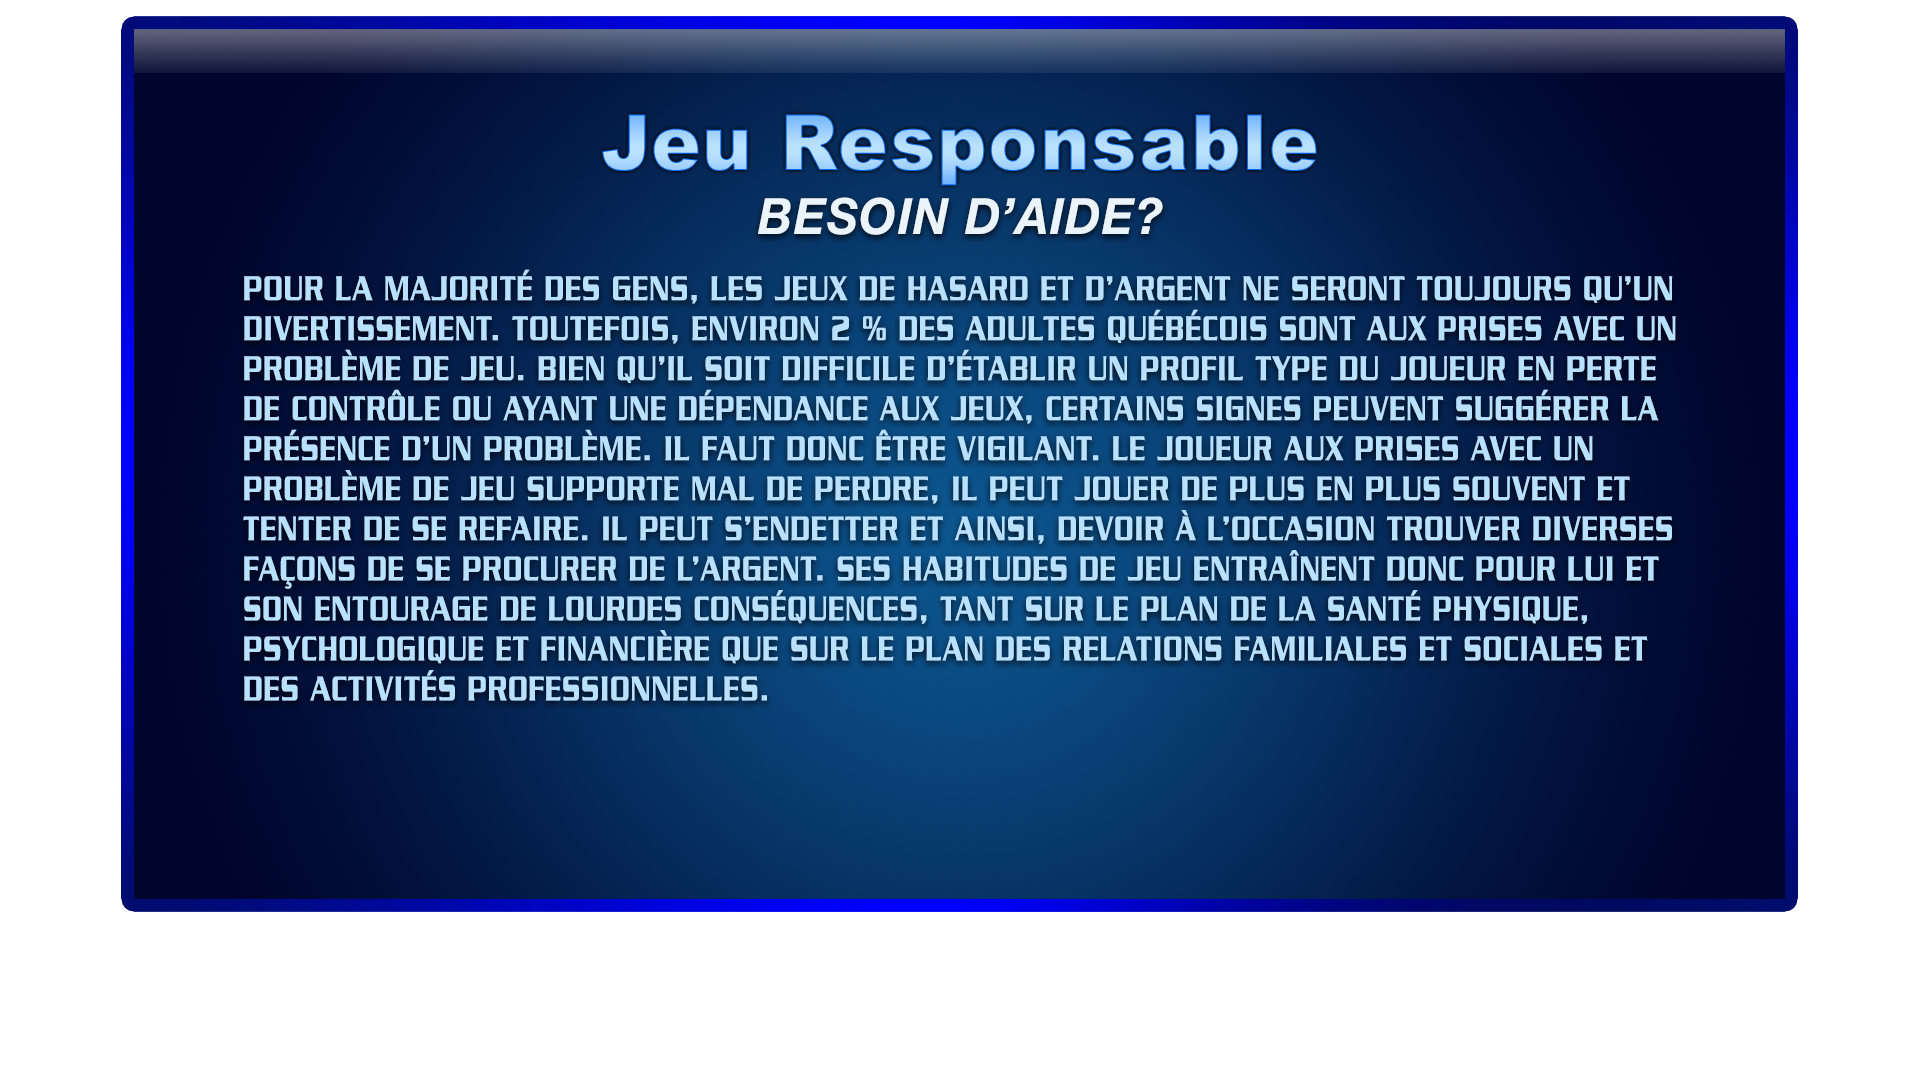 Jeu Responsable
BESOIN D’AIDE?
POUR LA MAJORITÉ DES GENS, LES JEUX DE HASARD ET D’ARGENT NE SERONT TOUJOURS QU’UN
DIVERTISSEMENT. TOUTEFOIS, ENVIRON 2 % DES ADULTES QUÉBÉCOIS SONT AUX PRISES AVEC UN
PROBLÈME DE JEU. BIEN QU’IL SOIT DIFFICILE D’ÉTABLIR UN PROFIL TYPE DU JOUEUR EN PERTE
DE CONTRÔLE OU AYANT UNE DÉPENDANCE AUX JEUX, CERTAINS SIGNES PEUVENT SUGGÉRER LA
PRÉSENCE D’UN PROBLÈME. IL FAUT DONC ÊTRE VIGILANT. LE JOUEUR AUX PRISES AVEC UN
PROBLÈME DE JEU SUPPORTE MAL DE PERDRE, IL PEUT JOUER DE PLUS EN PLUS SOUVENT ET
TENTER DE SE REFAIRE. IL PEUT S’ENDETTER ET AINSI, DEVOIR À L’OCCASION TROUVER DIVERSES
FAÇONS DE SE PROCURER DE L’ARGENT. SES HABITUDES DE JEU ENTRAÎNENT DONC POUR LUI ET
SON ENTOURAGE DE LOURDES CONSÉQUENCES, TANT SUR LE PLAN DE LA SANTÉ PHYSIQUE,
PSYCHOLOGIQUE ET FINANCIÈRE QUE SUR LE PLAN DES RELATIONS FAMILIALES ET SOCIALES ET
DES ACTIVITÉS PROFESSIONNELLES.